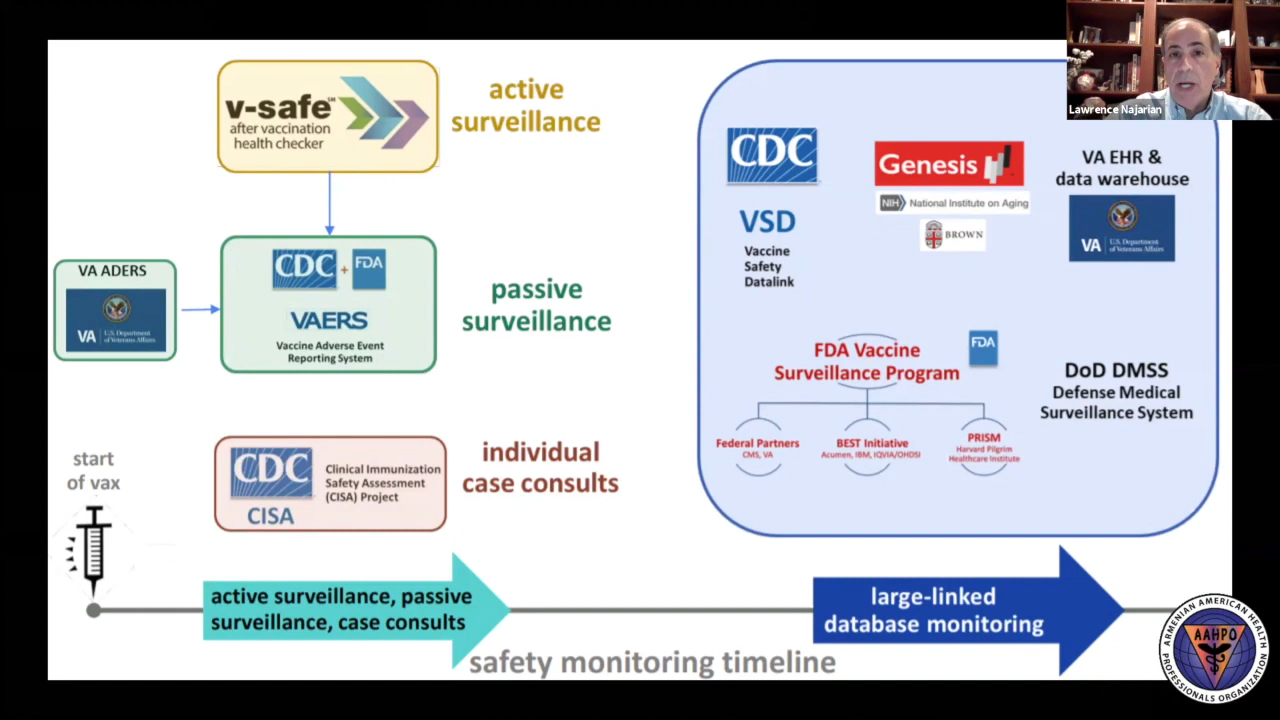 v-safe℠
after vaccination
health checker
active
surveillance
VA ADERS
VA
U.S. Department
of Veterans Affairs
CDC + FDA
VAERS
Vaccine Adverse Event
Reporting System
passive
surveillance
CDC
CISA
Clinical Immunization
Safety Assessment
(CISA) Project
individual
case consults
CDC
VSD
Vaccine
Safety
Datalink
Genesis
NIH National Institute on Aging
BROWN
VA EHR &
data warehouse
VA
U.S. Department
of Veterans Affairs
FDA Vaccine
Surveillance Program
FDA
Federal Partners
CMS, VA
BEST Initiative
Acumen, IBM, IQVIA/OHDSI
PRISM
Harvard Pilgrim
Healthcare Institute
DoD DMSS
Defense Medical
Surveillance System
start
of vax
active surveillance, passive
surveillance, case consults
large-linked
database monitoring
safety monitoring timeline
Lawrence Najarian
ARMENIAN AMERICAN HEALTH
AAHPO
PROFESSIONALS ORGANIZATION